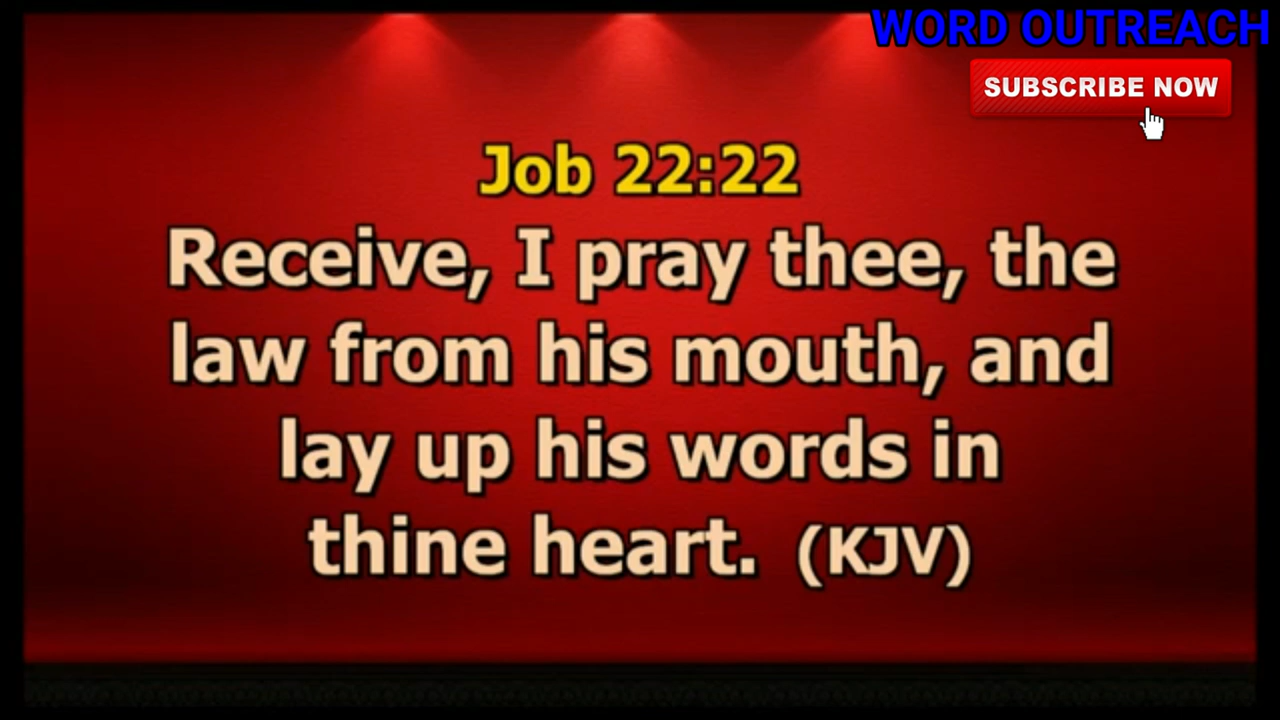 WORD OUTREACH
SUBSCRIBE NOW
Job 22:22
Receive, I pray thee, the
law from his mouth, and
lay up his words in
thine heart. (KJV)